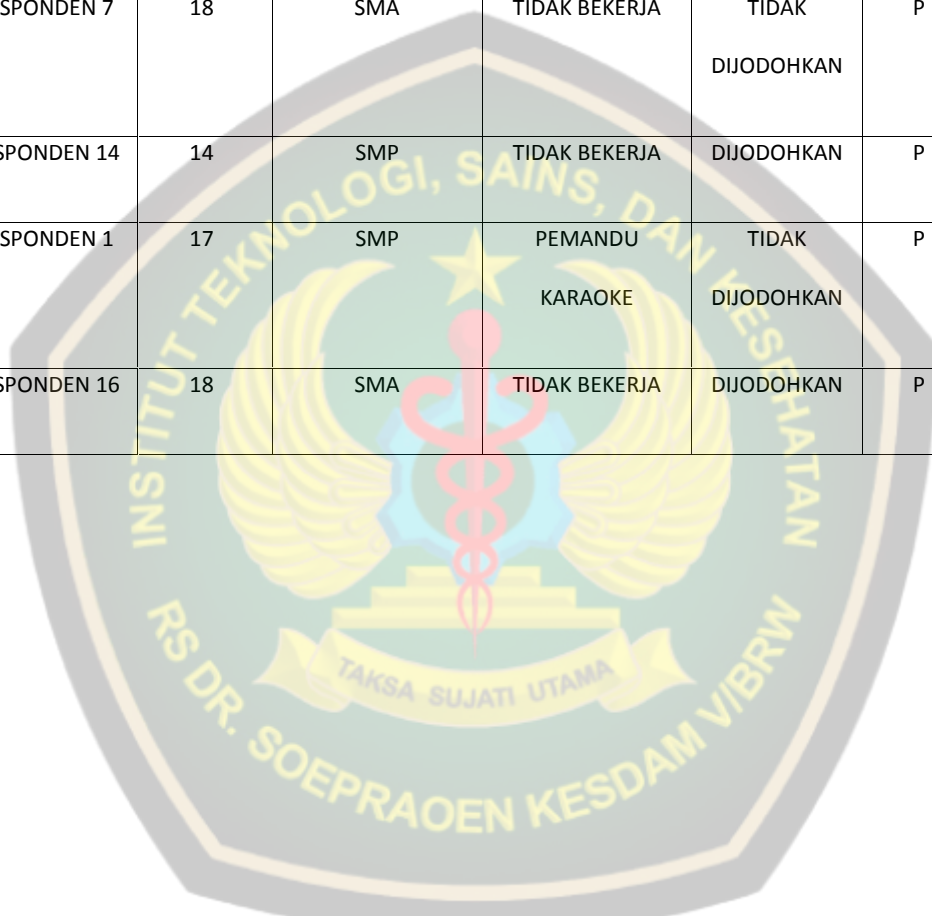 SPONDEN 7 18 SMA TIDAK BEKERJA TIDAK P
DIJODOHKAN
SPONDEN 14 14 SMP TIDAK BEKERJA DIJODOHKAN P
SPONDEN 1 17 SMP PEMANDU TIDAK P
KARAOKE DIJODOHKAN
SPONDEN 16 18 SMA TIDAK BEKERJA DIJODOHKAN P
INSTITUT TEKNOLOGI, SAINS, DAN KESEHATAN
TAKSA SUJATI UTAMA
RS DR. SOEPRAOEN KESDAM V/BRW